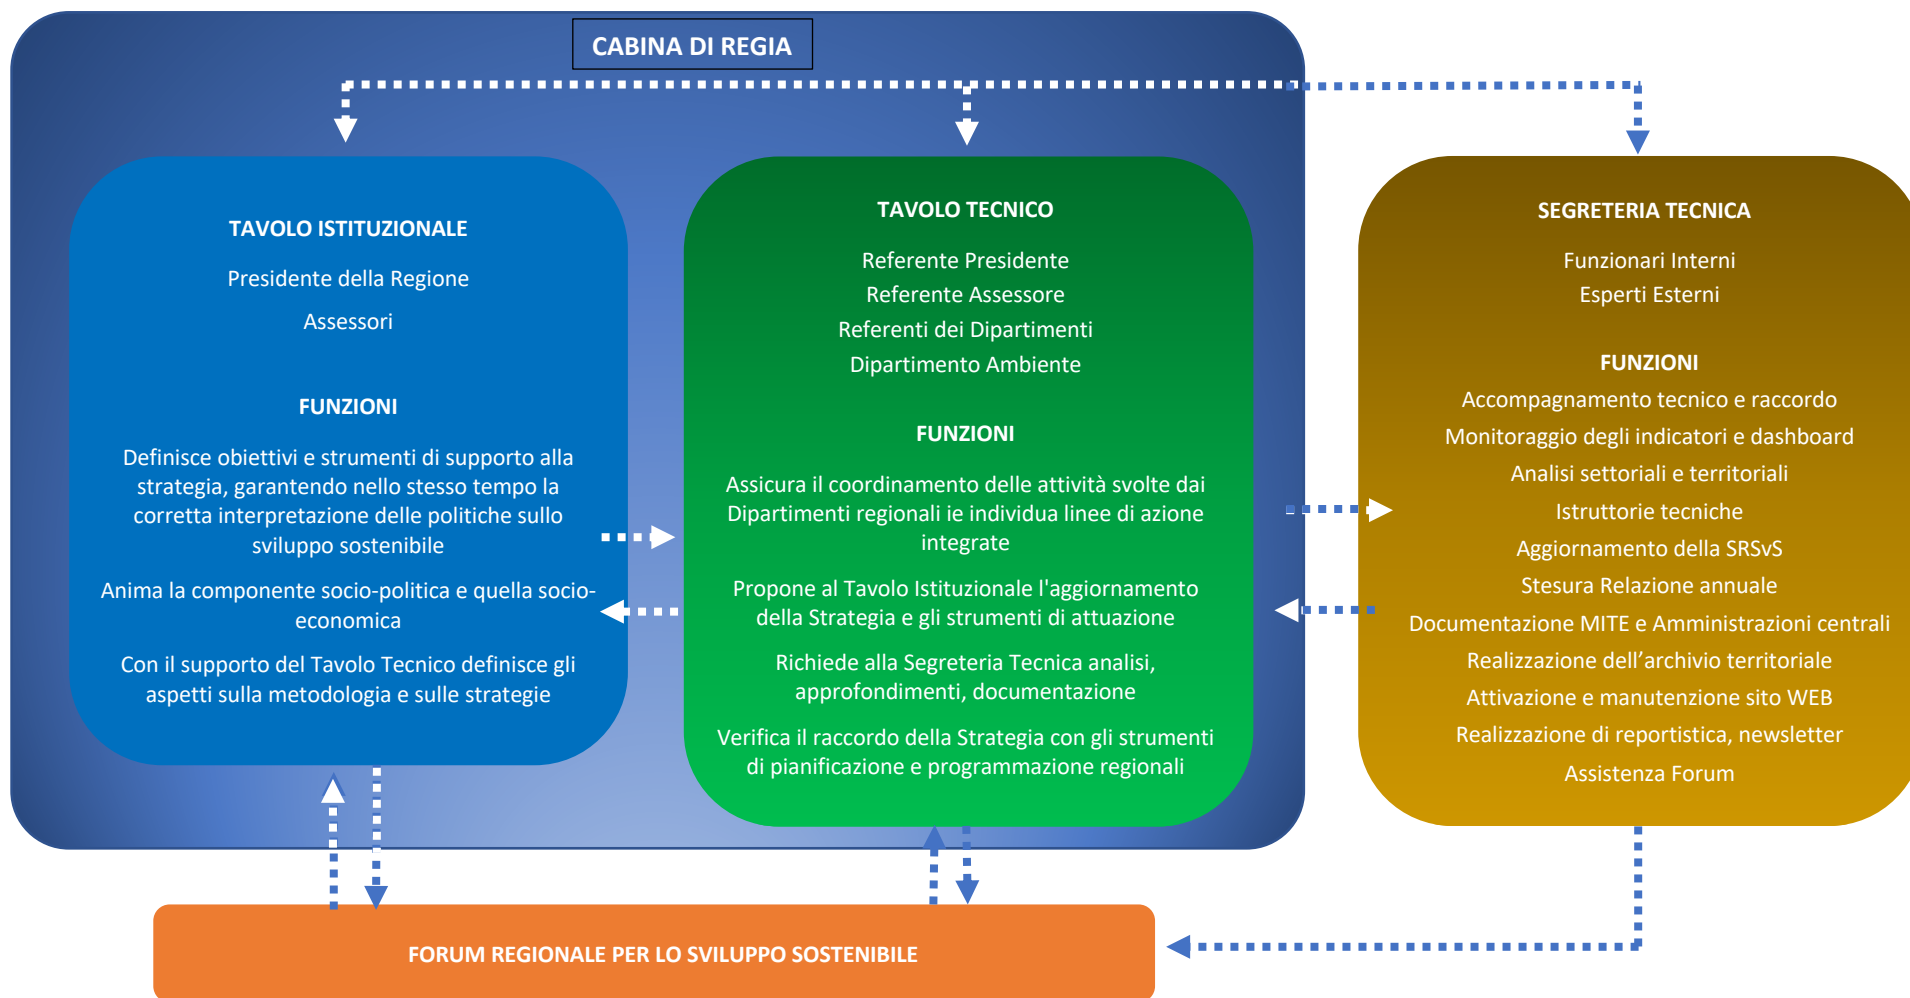 CABINA DI REGIA
TAVOLO ISTITUZIONALE
Presidente della Regione
Assessori
FUNZIONI
Definisce obiettivi e strumenti di supporto alla
strategia, garantendo nello stesso tempo la
corretta interpretazione delle politiche sullo
sviluppo sostenibile
Anima la componente socio-politica e quella socio-
economica
Con il supporto del Tavolo Tecnico definisce gli
aspetti sulla metodologia e sulle strategie
TAVOLO TECNICO
Referente Presidente
Referente Assessore
Referenti dei Dipartimenti
Dipartimento Ambiente
FUNZIONI
Assicura il coordinamento delle attività svolte dai
Dipartimenti regionali ie individua linee di azione
integrate
Propone al Tavolo Istituzionale l'aggiornamento
della Strategia e gli strumenti di attuazione
Richiede alla Segreteria Tecnica analisi,
approfondimenti, documentazione
Verifica il raccordo della Strategia con gli strumenti
di pianificazione e programmazione regionali
SEGRETERIA TECNICA
Funzionari Interni
Esperti Esterni
FUNZIONI
Accompagnamento tecnico e raccordo
Monitoraggio degli indicatori e dashboard
Analisi settoriali e territoriali
Istruttorie tecniche
Aggiornamento della SRSvS
Stesura Relazione annuale
Documentazione MITE e Amministrazioni centrali
Realizzazione dell’archivio territoriale
Attivazione e manutenzione sito WEB
Realizzazione di reportistica, newsletter
Assistenza Forum
FORUM REGIONALE PER LO SVILUPPO SOSTENIBILE